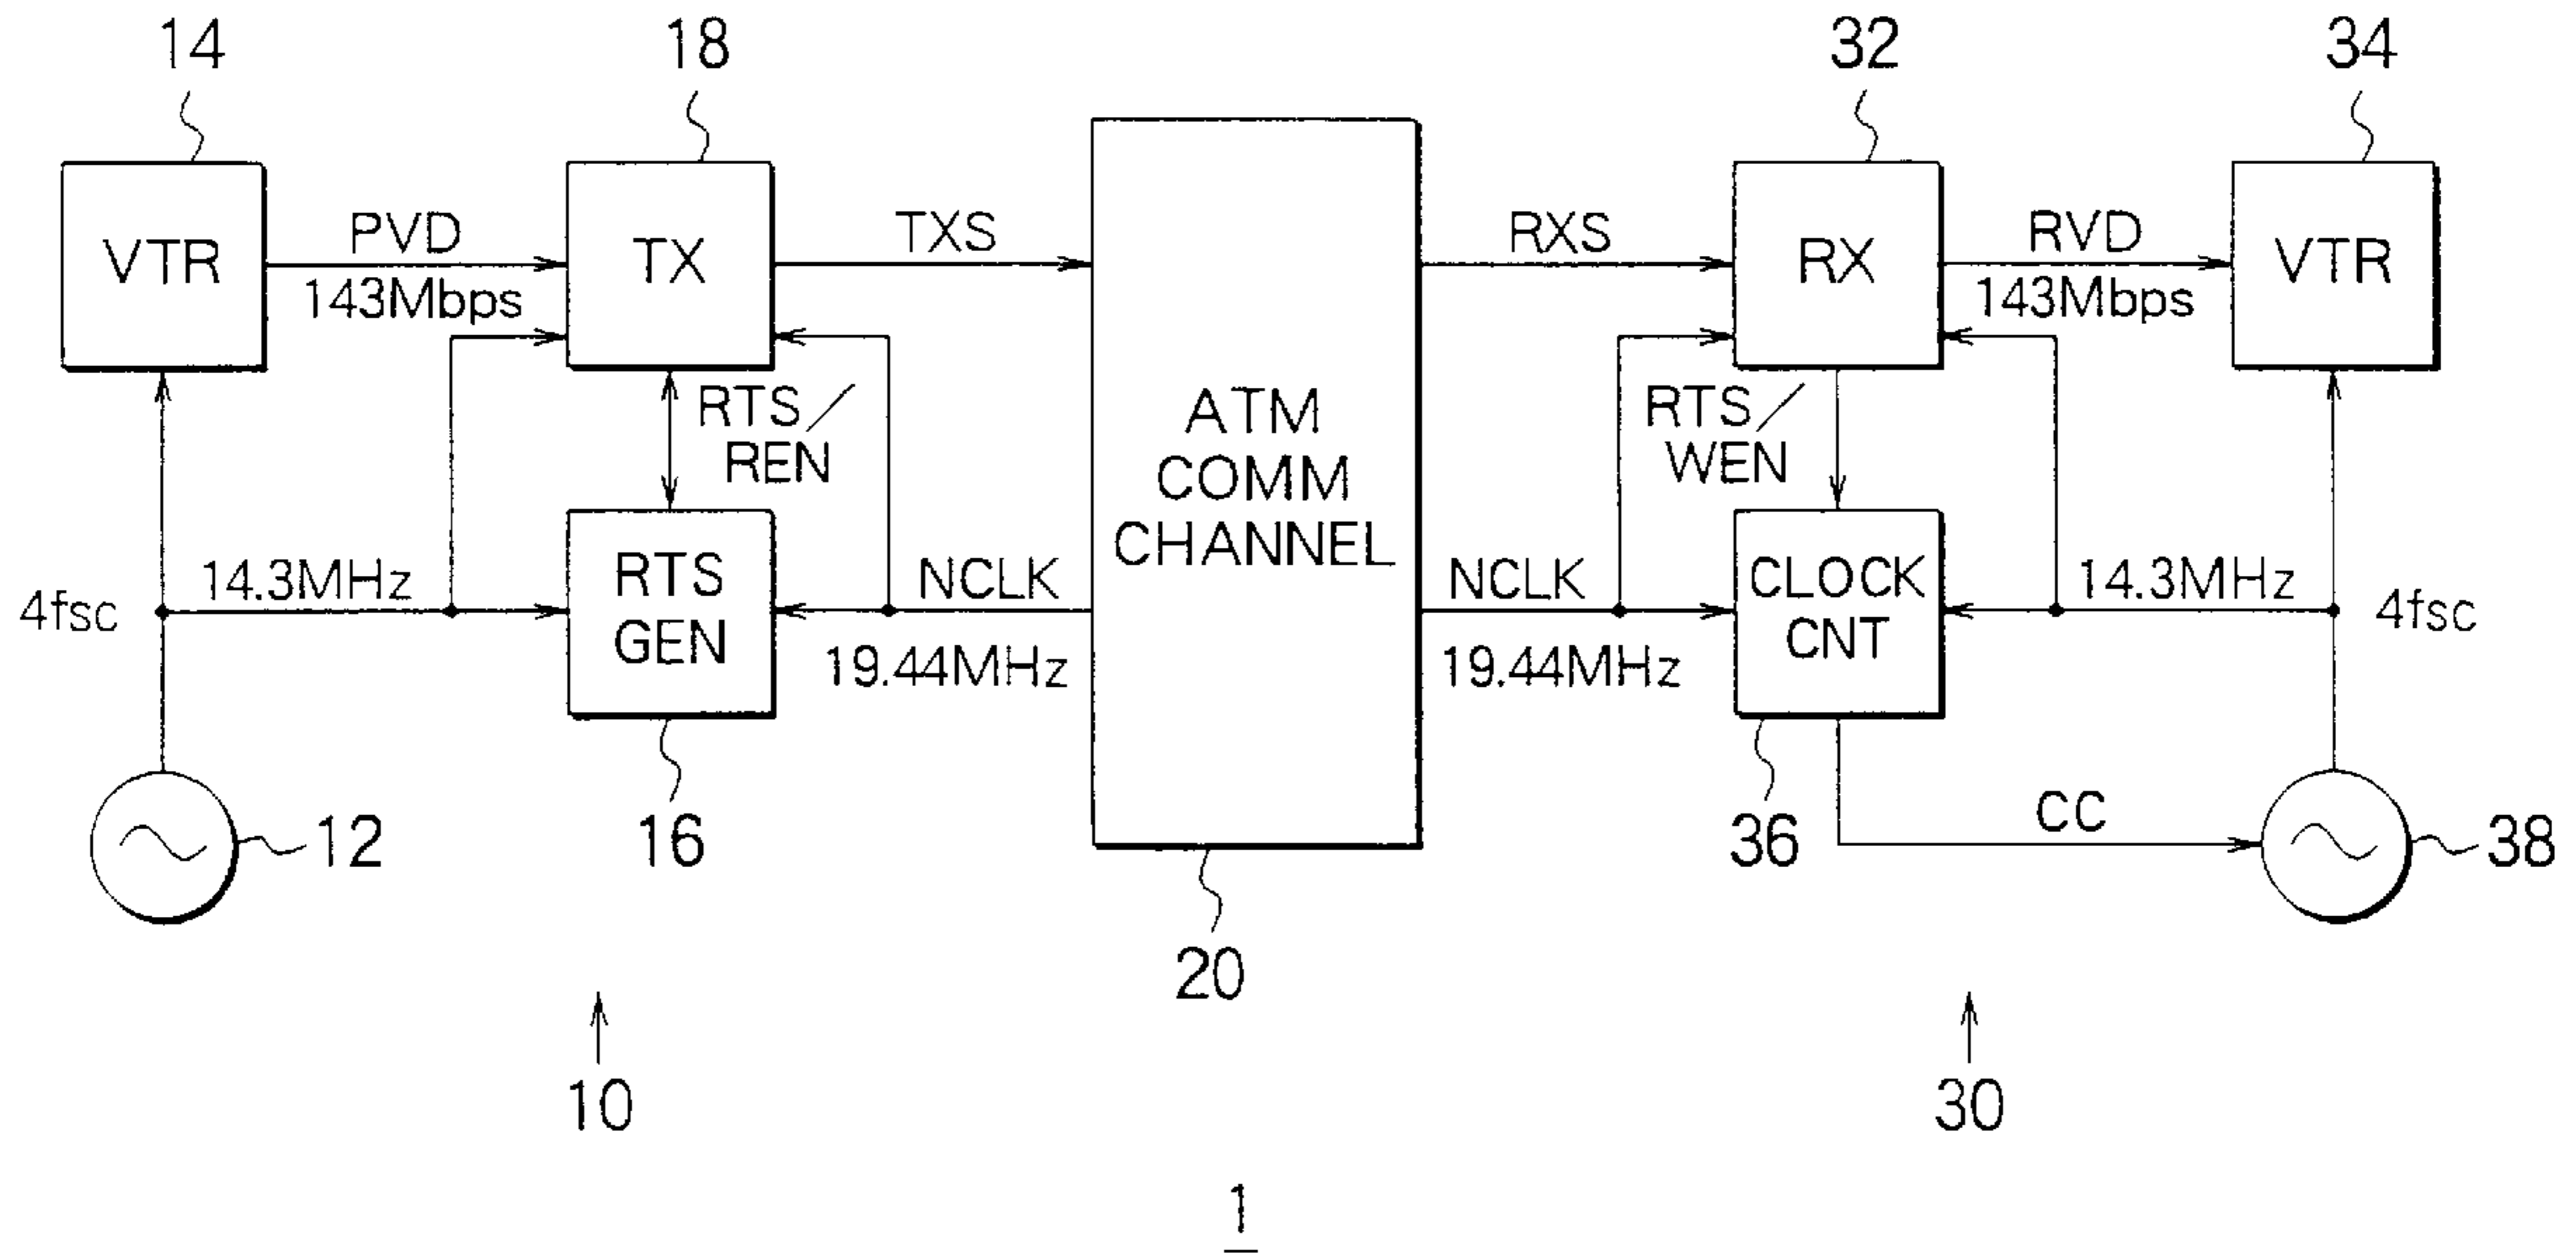 14
18
32
34
VTR
PVD
143Mbps
TX
TXS
RXS
RX
RVD
143Mbps
VTR
RTS/
REN
ATM
COMM
CHANNEL
RTS/
WEN
4fsc
14.3MHz
RTS
GEN
NCLK
19.44MHz
NCLK
19.44MHz
CLOCK
CNT
14.3MHz
4fsc
12
16
36
CC
38
20
10
30
1